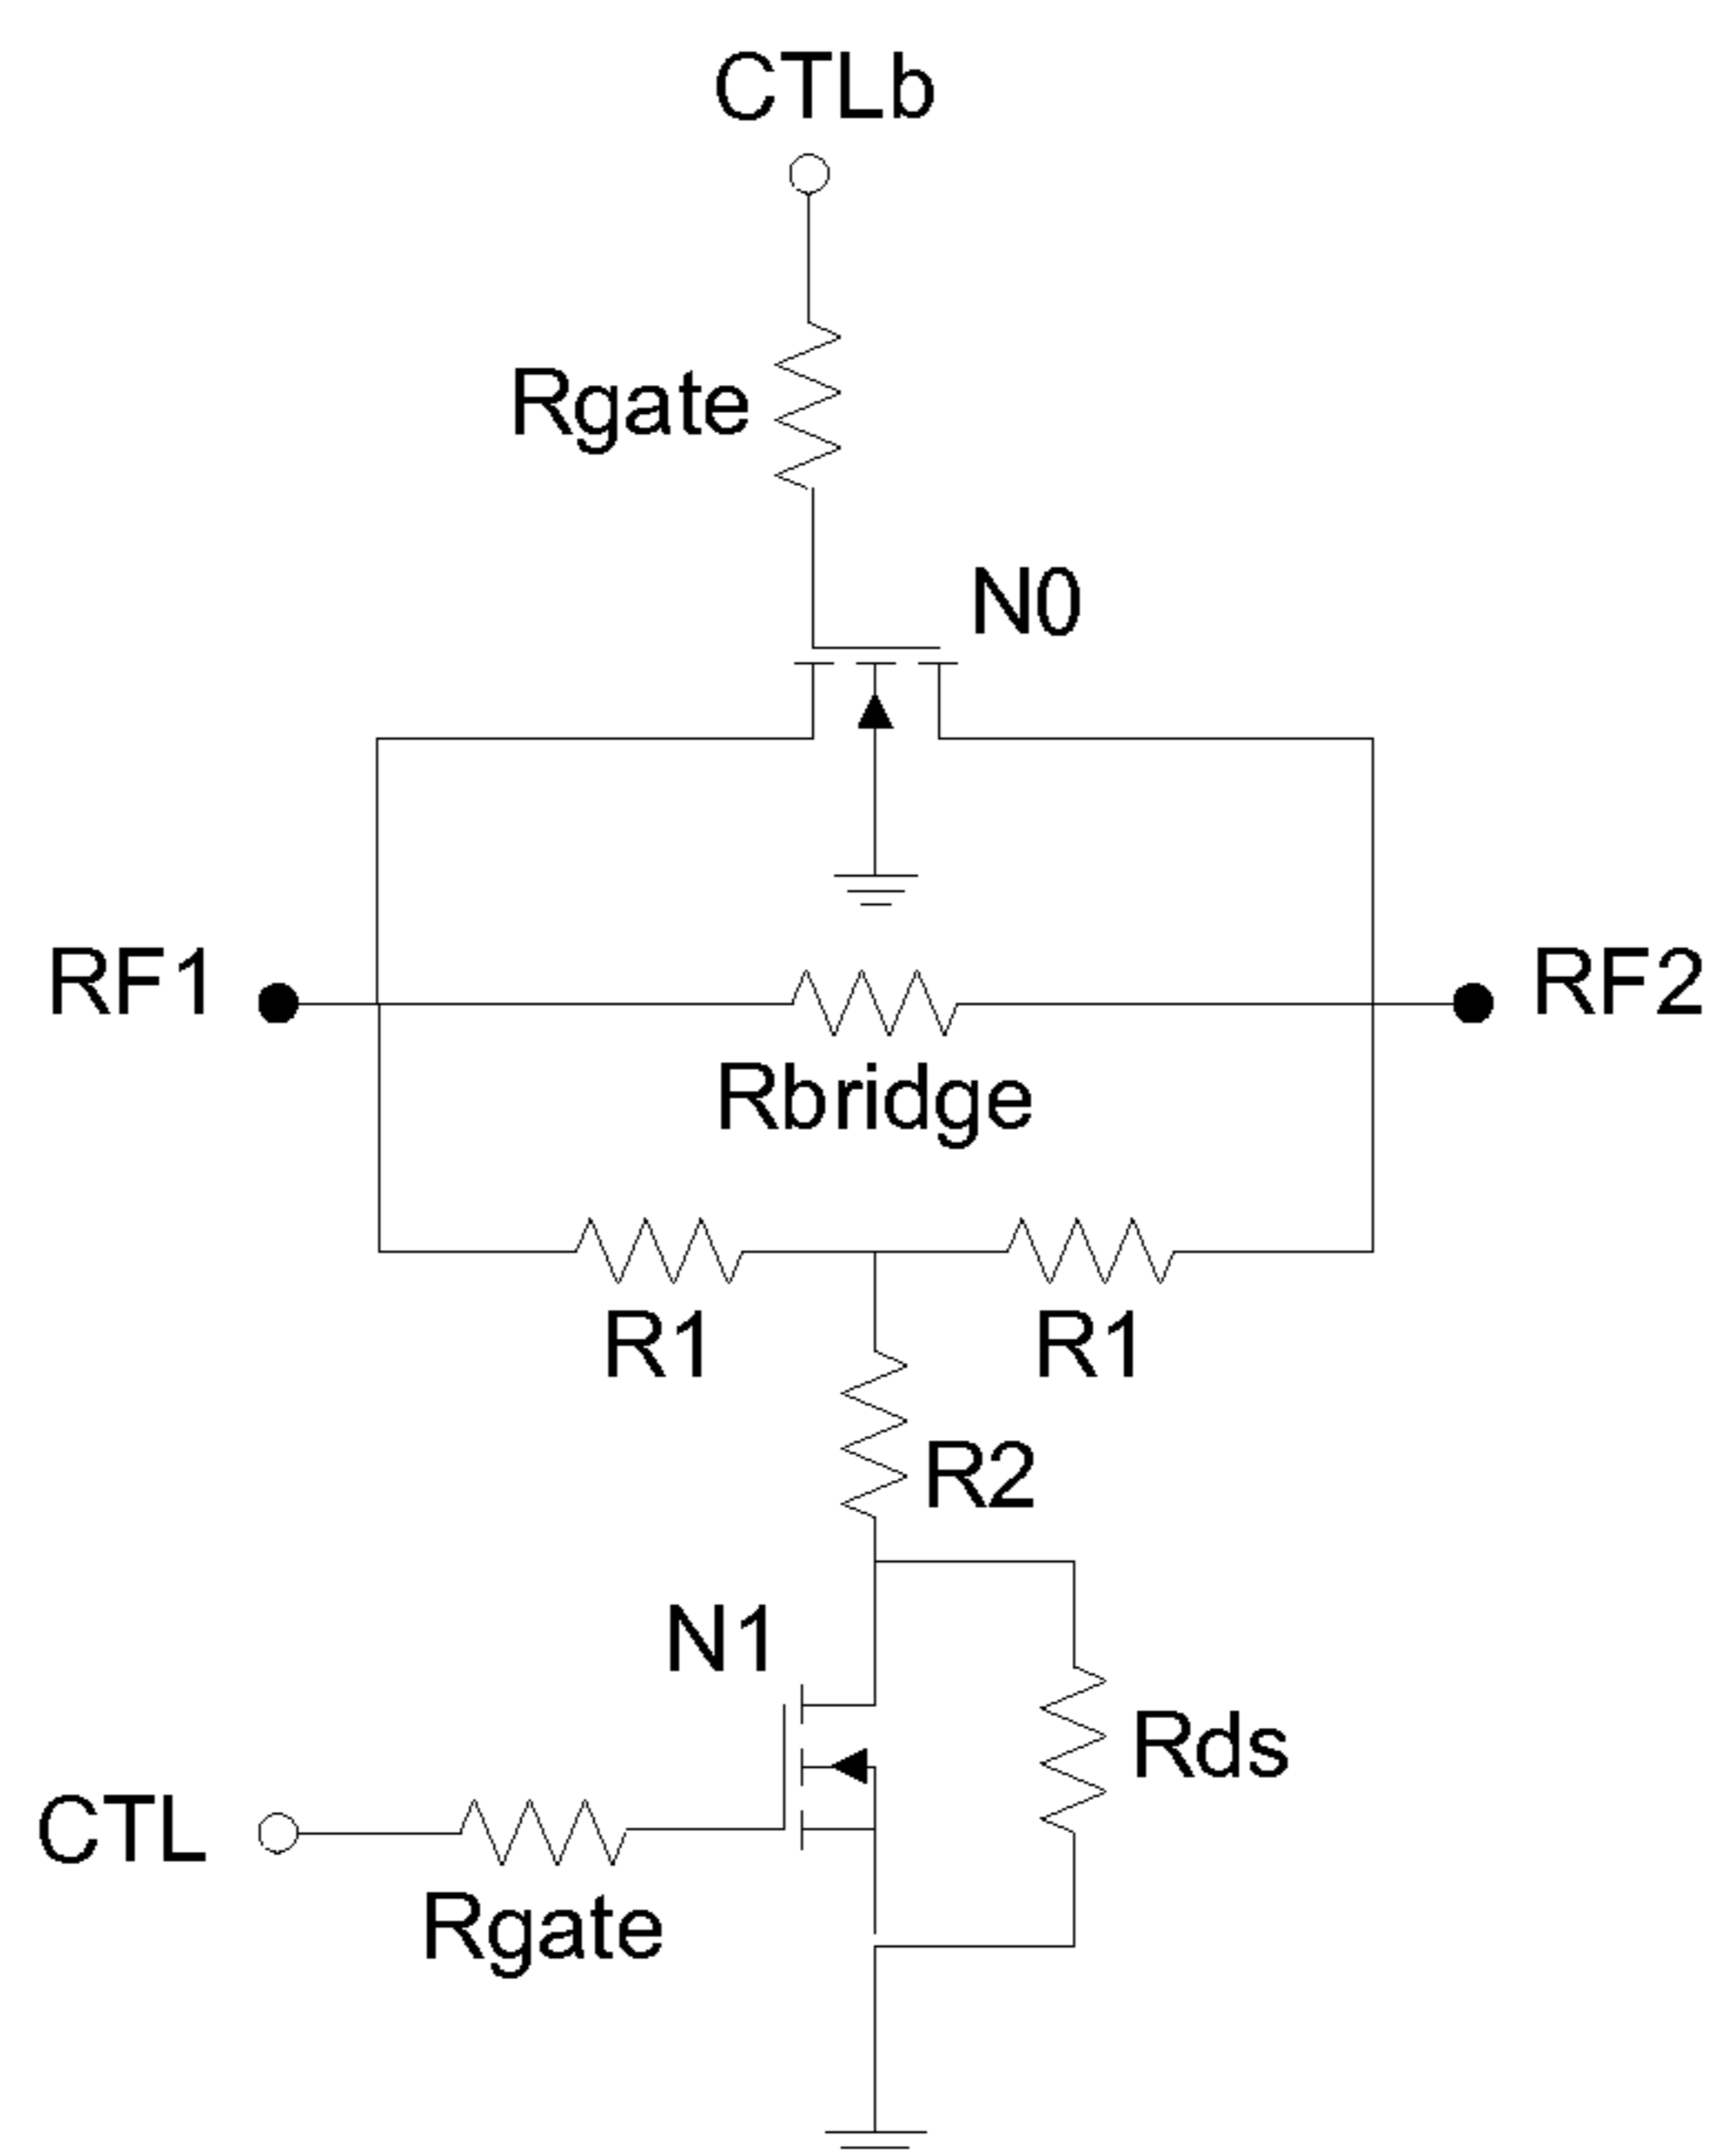 CTLb
Rgate
N0
RF1
RF2
Rbridge
R1
R1
R2
N1
Rds
CTL
Rgate